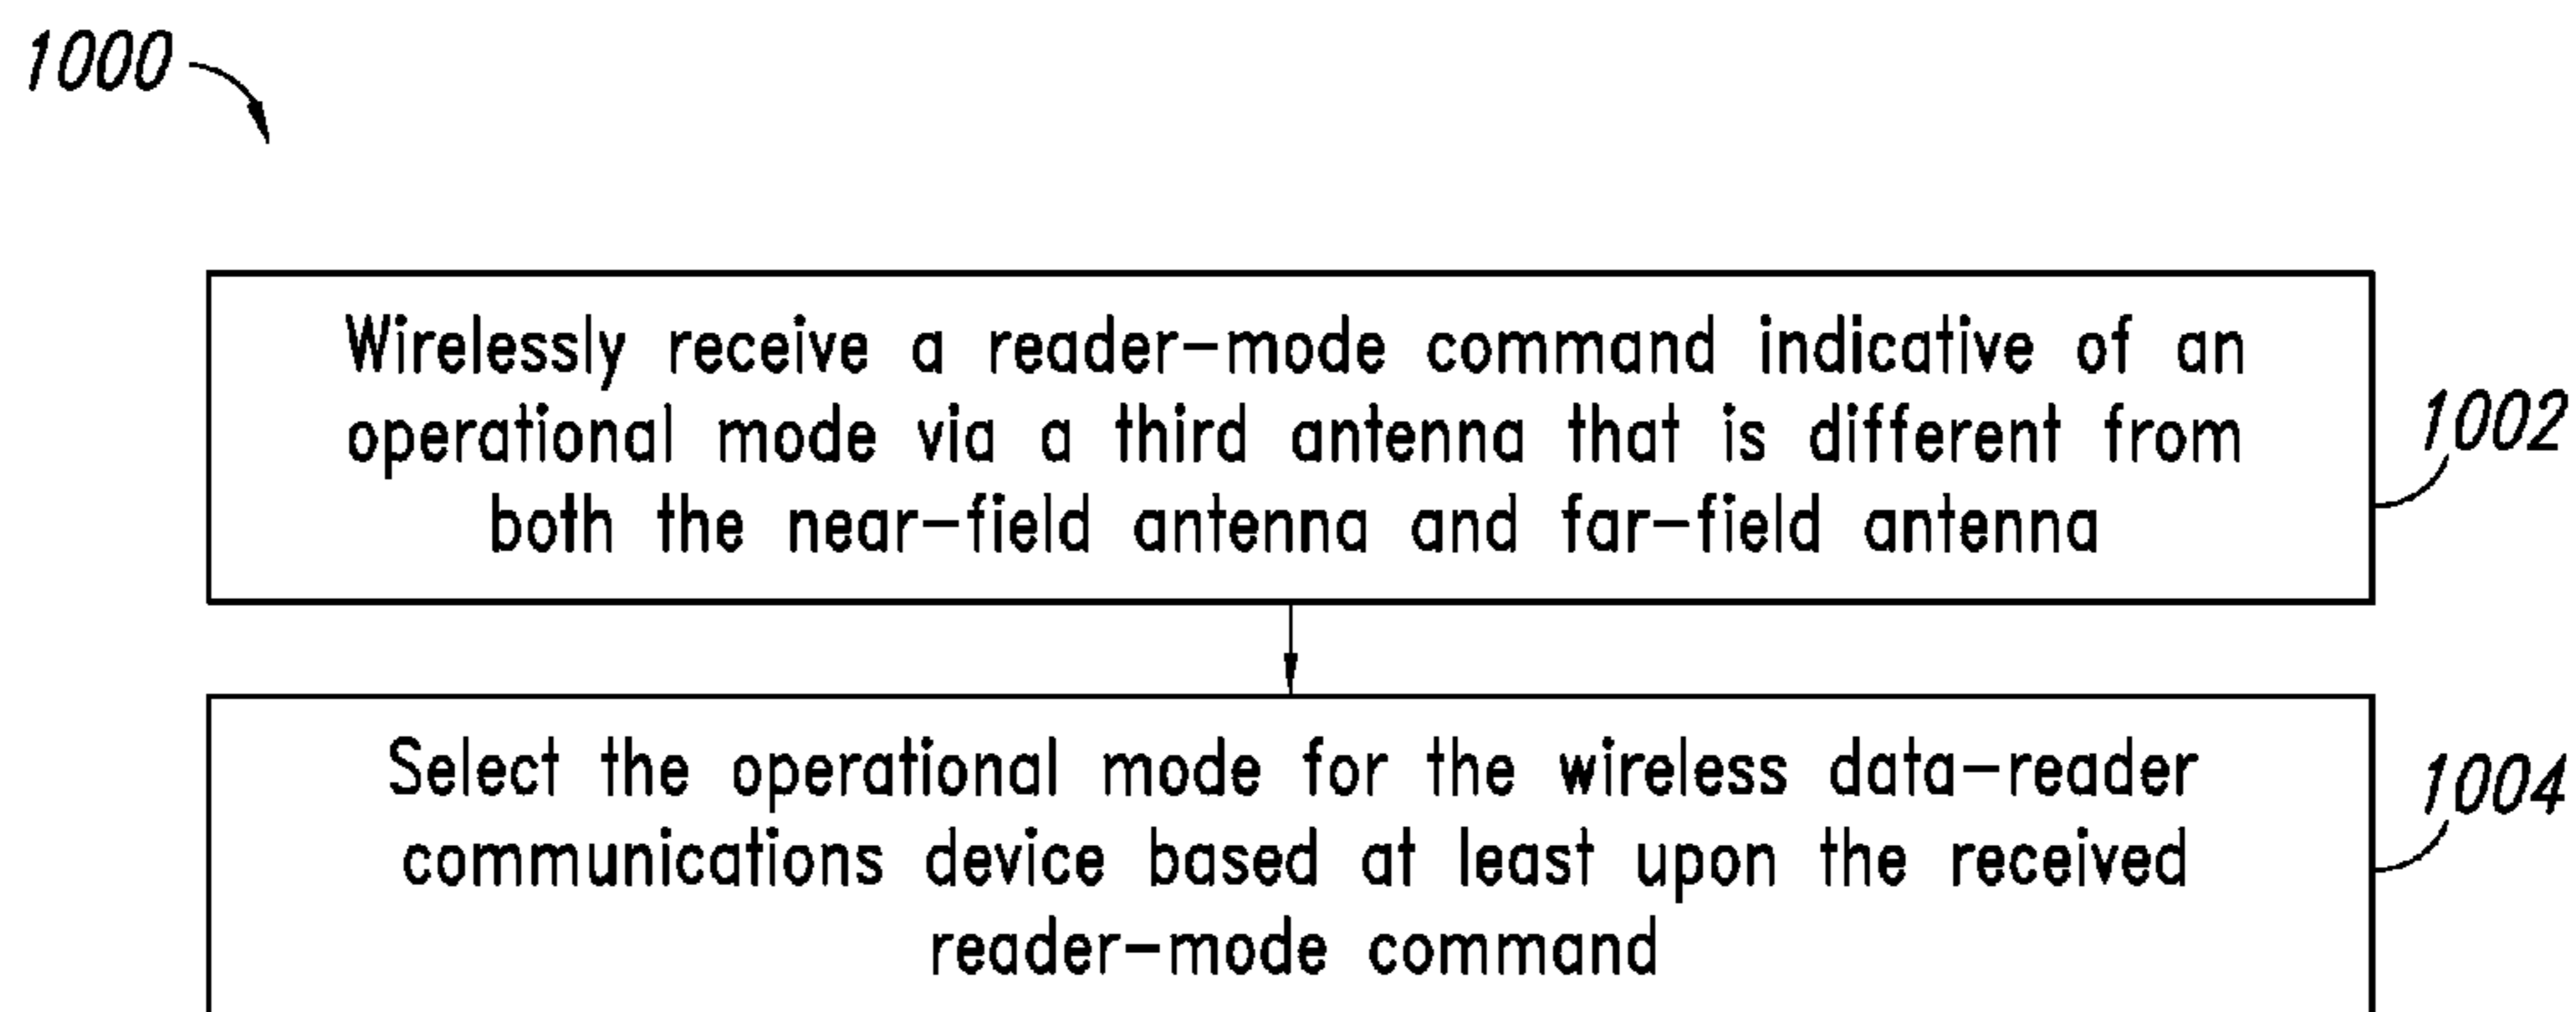 1000
Wirelessly receive a reader-mode command indicative of an
operational mode via a third antenna that is different from
both the near-field antenna and far-field antenna
1002
Select the operational mode for the wireless data-reader
communications device based at least upon the received
reader-mode command
1004